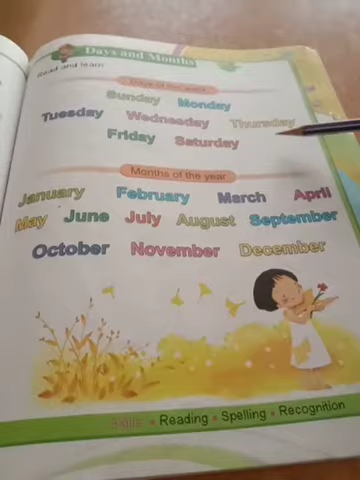 Days and Months
Read and learn
Days of the week
Sunday Monday
Tuesday Wednesday Thursday
Friday Saturday
Months of the year
January February March April
May June July August September
October November December
Skills • Reading • Spelling • Recognition